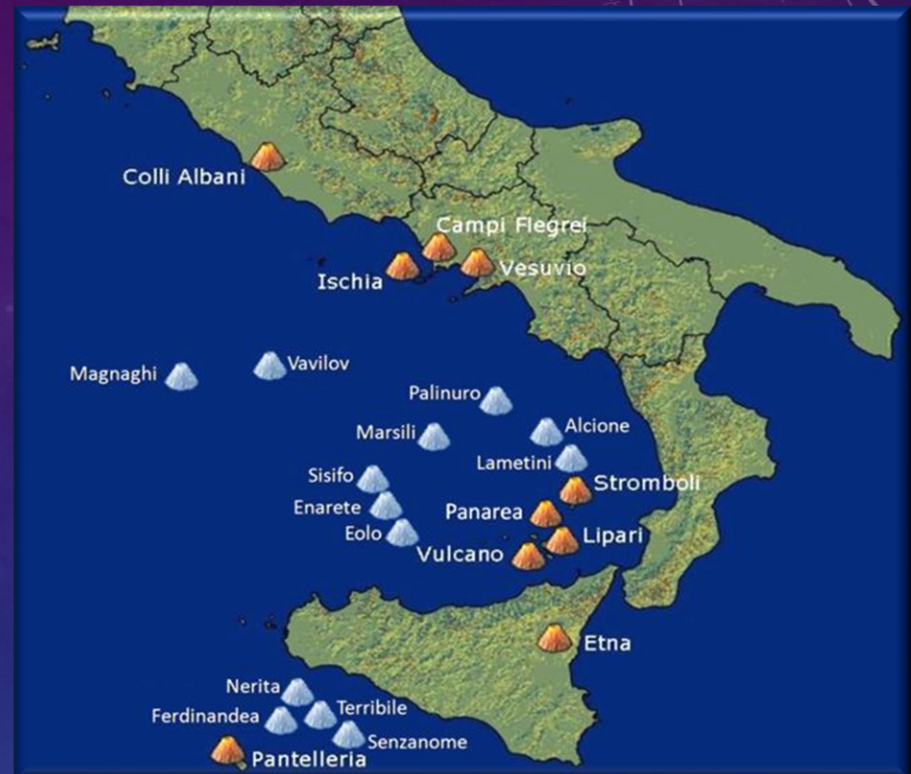 Colli Albani
Campi Flegrei
Ischia
Vesuvio
Magnaghi
Vavilov
Palinuro
Marsili
Alcione
Lametini
Sisifo
Stromboli
Enarete
Panarea
Eolo
Lipari
Vulcano
Etna
Nerita
Terribile
Ferdinandea
Senzanome
Pantelleria